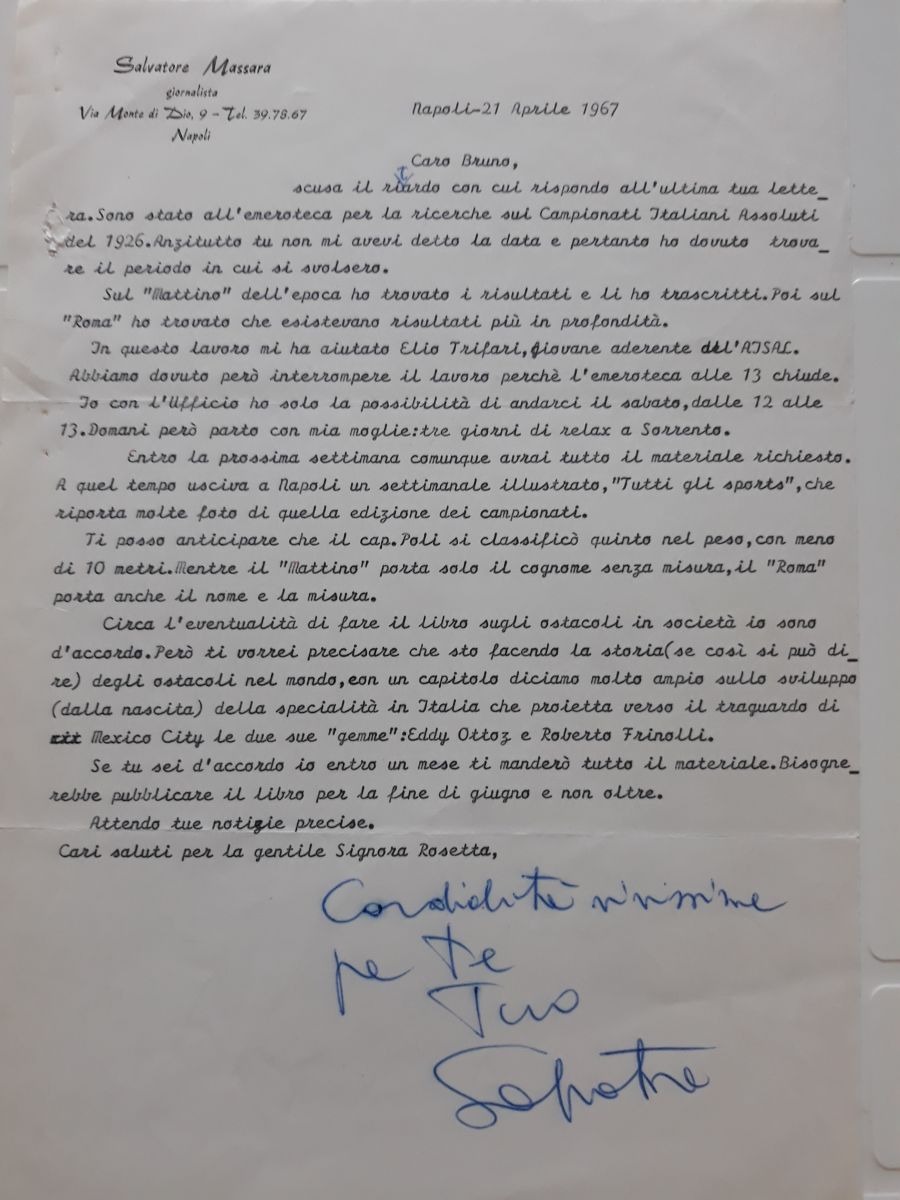 Salvatore Massara
giornalista
Via Monte di Dio, 9 - Tel. 39.78.67
Napoli
Napoli-21 Aprile 1967
Caro Bruno,
scusa il ritardo con cui rispondo all'ultima tua lette_
ra.Sono stato all'emeroteca per la ricerche sui Campionati Italiani Assoluti
del 1926.Anzitutto tu non mi avevi detto la data e pertanto ho dovuto trova_
re il periodo in cui si svolsero.
Sul "Mattino" dell'epoca ho trovato i risultati e li ho trascritti.Poi sul
"Roma" ho trovato che esistevano risultati più in profondità.
In questo lavoro mi ha aiutato Elio Trifari,giovane aderente dell'AISAL.
Abbiamo dovuto però interrompere il lavoro perchè l'emeroteca alle 13 chiude.
Io con l'Ufficio ho solo la possibilità di andarci il sabato,dalle 12 alle
13.Domani però parto con mia moglie:tre giorni di relax a Sorrento.
Entro la prossima settimana comunque avrai tutto il materiale richiesto.
A quel tempo usciva a Napoli un settimanale illustrato,"Tutti gli sports",che
riporta molte foto di quella edizione dei campionati.
Ti posso anticipare che il cap.Poli si classificò quinto nel peso,con meno
di 10 metri.Mentre il "Mattino" porta solo il cognome senza misura,il "Roma"
porta anche il nome e la misura.
Circa l'eventualità di fare il libro sugli ostacoli in società io sono
d'accordo.Però ti vorrei precisare che sto facendo la storia(se così si può di_
re) degli ostacoli nel mondo,con un capitolo diciamo molto ampio sullo sviluppo
(dalla nascita) della specialità in Italia che proietta verso il traguardo di
Mexico City le due sue "gemme":Eddy Ottoz e Roberto Frinolli.
Se tu sei d'accordo io entro un mese ti manderò tutto il materiale.Bisogne_
rebbe pubblicare il libro per la fine di giugno e non oltre.
Attendo tue notizie precise.
Cari saluti per la gentile Signora Rosetta,
Cordialità vivissime
pe te
Tuo
Salvatore